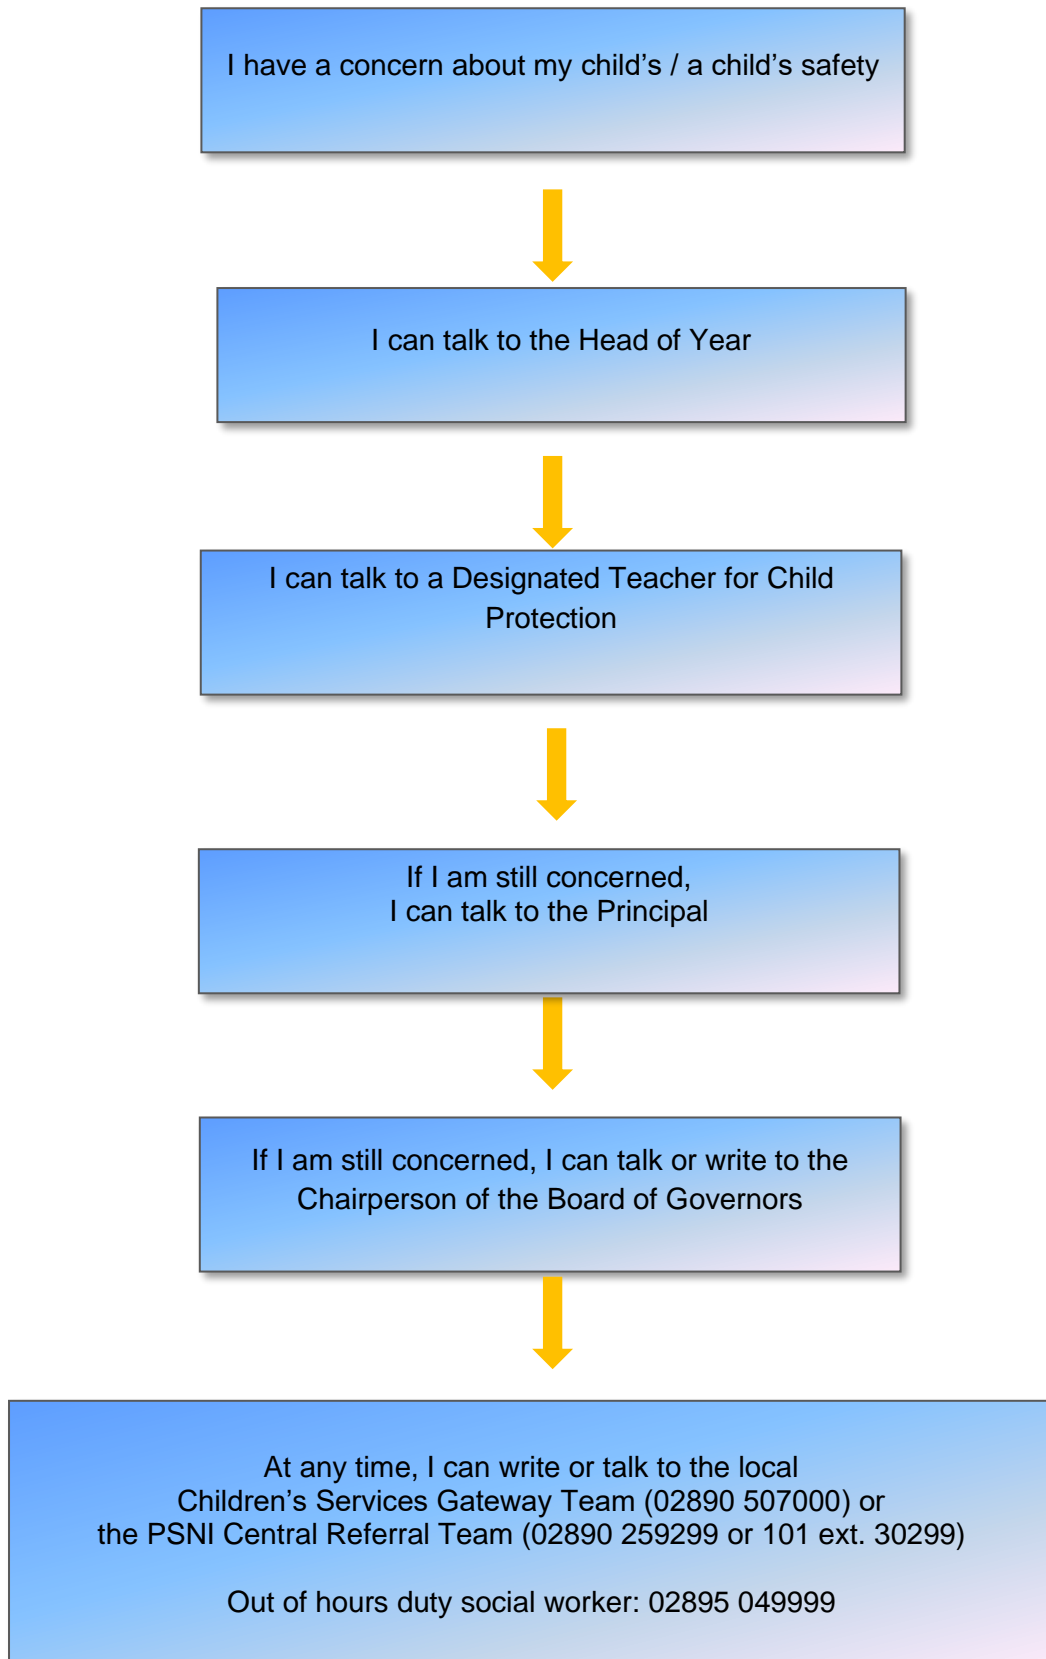 I have a concern about my child’s / a child’s safety
I can talk to the Head of Year
I can talk to a Designated Teacher for Child
Protection
If I am still concerned,
I can talk to the Principal
If I am still concerned, I can talk or write to the
Chairperson of the Board of Governors
At any time, I can write or talk to the local
Children’s Services Gateway Team (02890 507000) or
the PSNI Central Referral Team (02890 259299 or 101 ext. 30299)
Out of hours duty social worker: 02895 049999